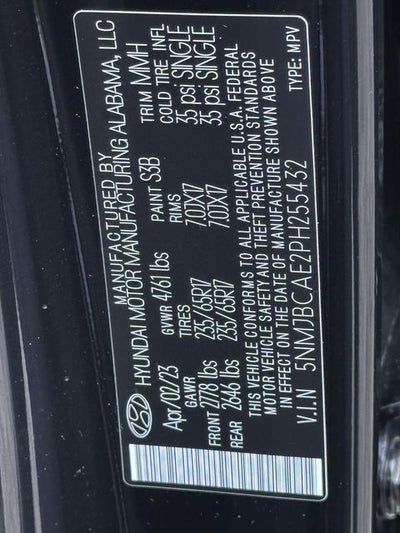 MANUFACTURED BY
HYUNDAI MOTOR MANUFACTURING ALABAMA, LLC
Apr/02/23 GVWR 4761 lbs PAINT S3B TRIM MMH
GAWR TIRES RIMS COLD TIRE INFL
FRONT 2778 lbs 235/65R17 7.0JX17 35 psi SINGLE
REAR 2646 lbs 235/65R17 7.0JX17 35 psi SINGLE
THIS VEHICLE CONFORMS TO ALL APPLICABLE U.S.A. FEDERAL
MOTOR VEHICLE SAFETY AND THEFT PREVENTION STANDARDS
IN EFFECT ON THE DATE OF MANUFACTURE SHOWN ABOVE
V.I.N 5NMJBCAE2PH255432 TYPE: MPV